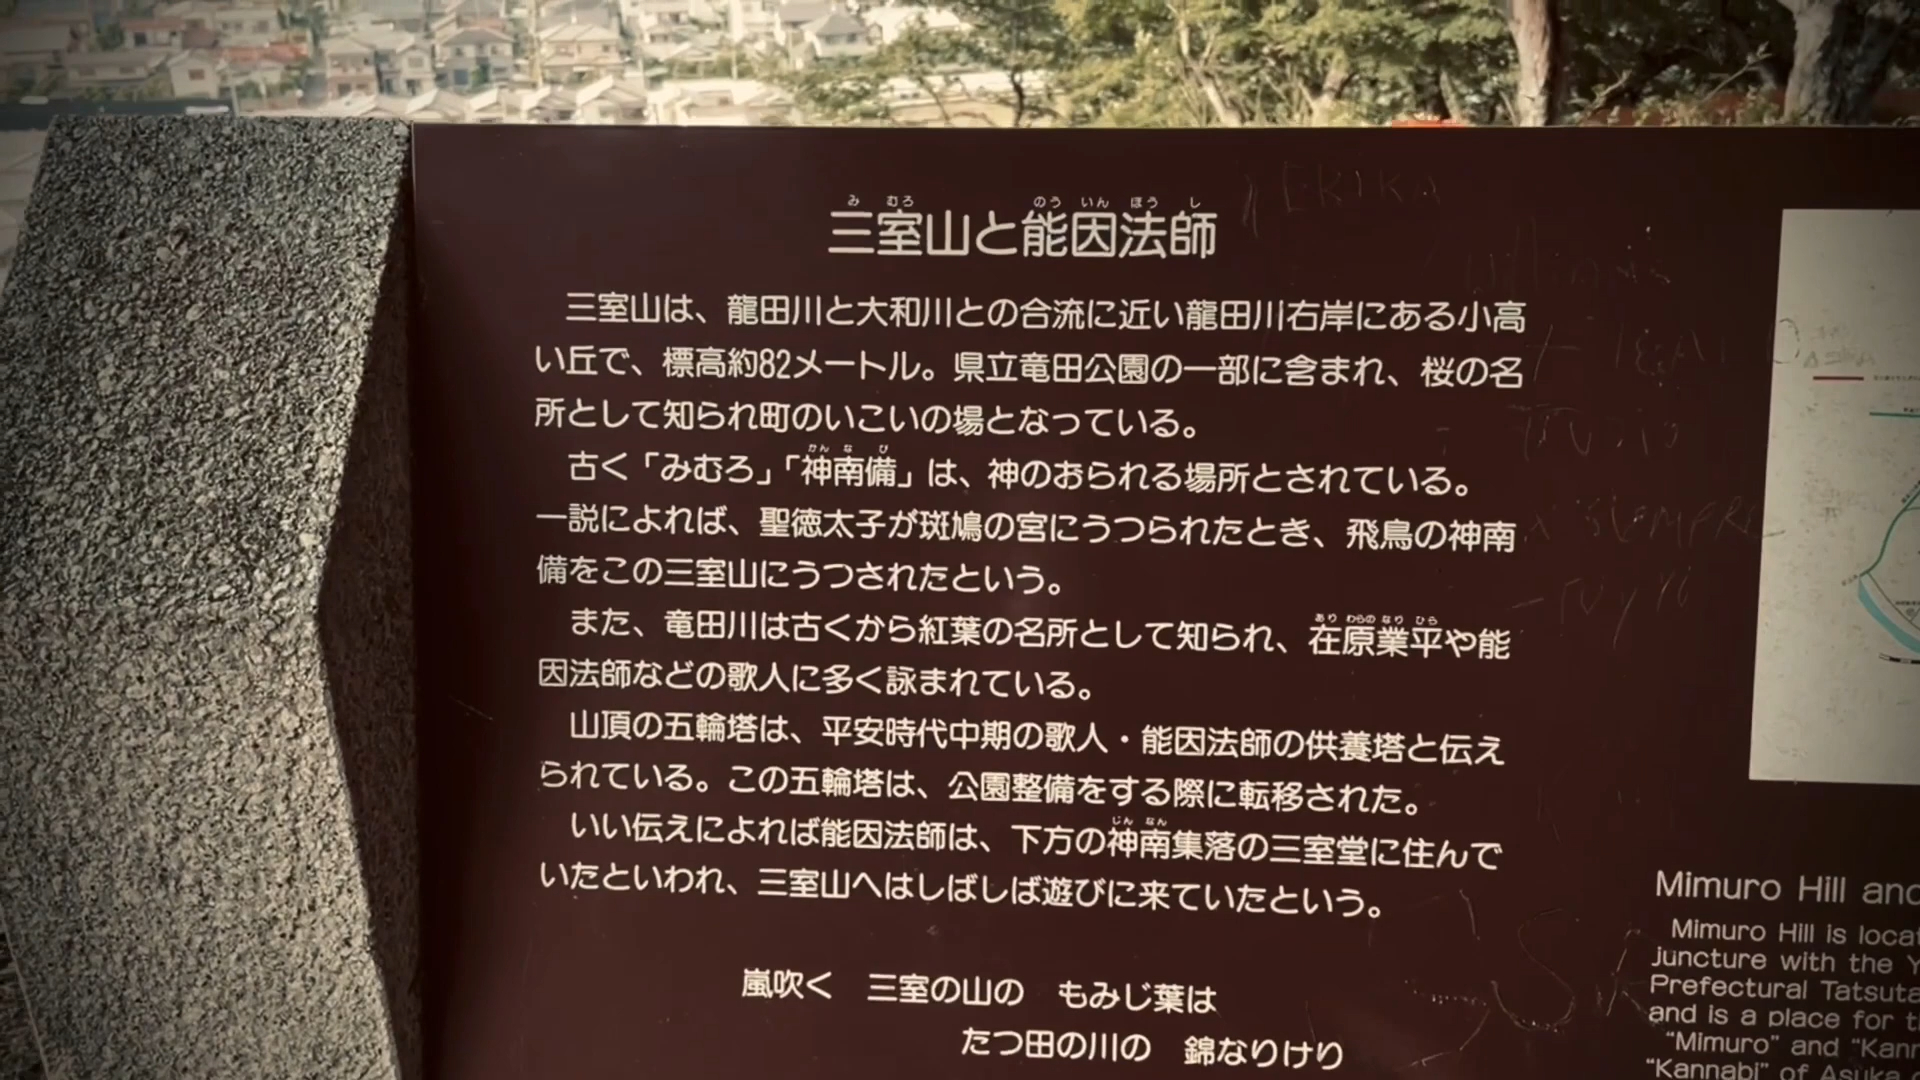 三室山と能因法師
み むろ のう いん ほう し
三室山は、龍田川と大和川との合流に近い龍田川右岸にある小高
い丘で、標高約82メートル。県立竜田公園の一部に含まれ、桜の名
所として知られ町のいこいの場となっている。
古く「みむろ」「神南備」は、神のおられる場所とされている。
かん な び
一説によれば、聖徳太子が斑鳩の宮にうつられたとき、飛鳥の神南
備をこの三室山にうつされたという。
また、竜田川は古くから紅葉の名所として知られ、在原業平や能
あり わらの なり ひら
因法師などの歌人に多く詠まれている。
山頂の五輪塔は、平安時代中期の歌人・能因法師の供養塔と伝え
られている。この五輪塔は、公園整備をする際に転移された。
いい伝えによれば能因法師は、下方の神南集落の三室堂に住んで
じん なん
いたといわれ、三室山へはしばしば遊びに来ていたという。
嵐吹く 三室の山の もみじ葉は
たつ田の川の 錦なりけり
Mimuro Hill and
Mimuro Hill is locat
juncture with the Y
Prefectural Tatsuta
and is a place for t
"Mimuro" and "Kann
"Kannabi" of Asuka